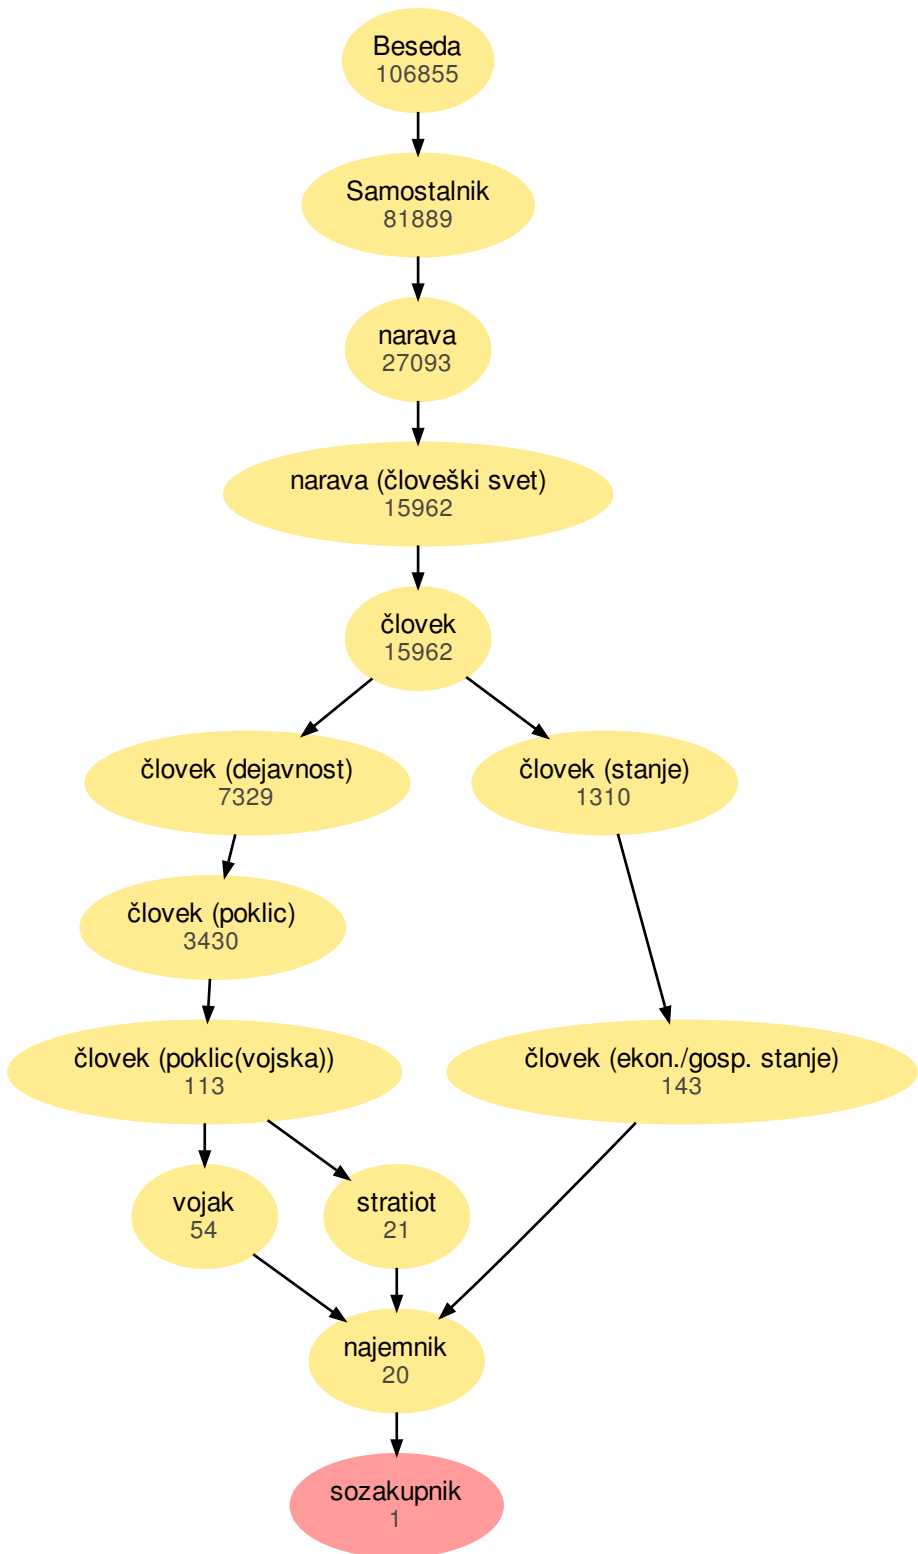 Beseda
106855
Samostalnik
81889
narava
27093
narava (človeški svet)
15962
človek
15962
človek (dejavnost)
7329
človek (stanje)
1310
človek (poklic)
3430
človek (poklic(vojska))
113
človek (ekon./gosp. stanje)
143
vojak
54
stratiot
21
najemnik
20
sozakupnik
1